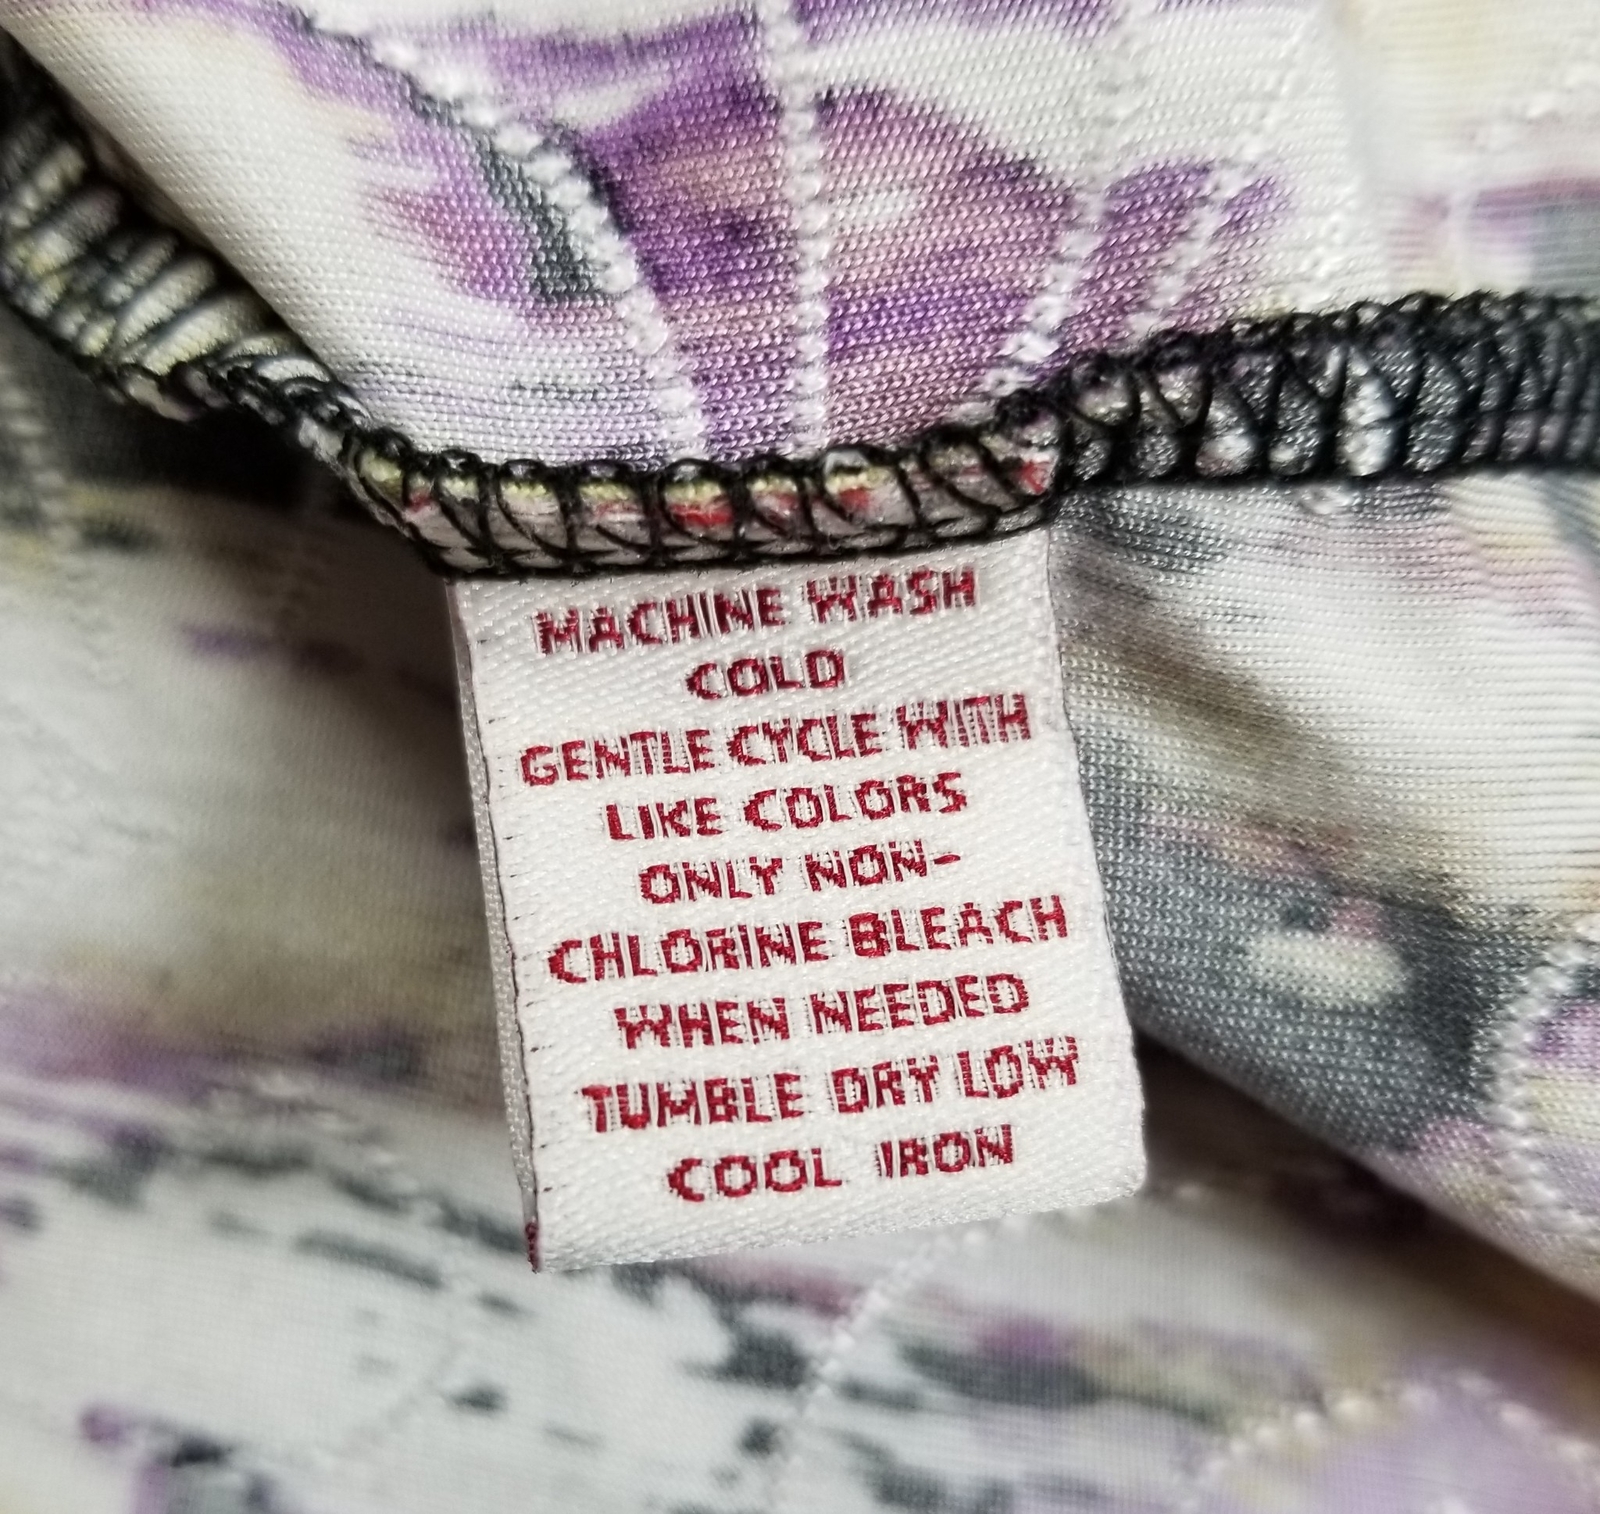 MACHINE WASH
COLD
GENTLE CYCLE WITH
LIKE COLORS
ONLY NON-
CHLORINE BLEACH
WHEN NEEDED
TUMBLE DRY LOW
COOL IRON